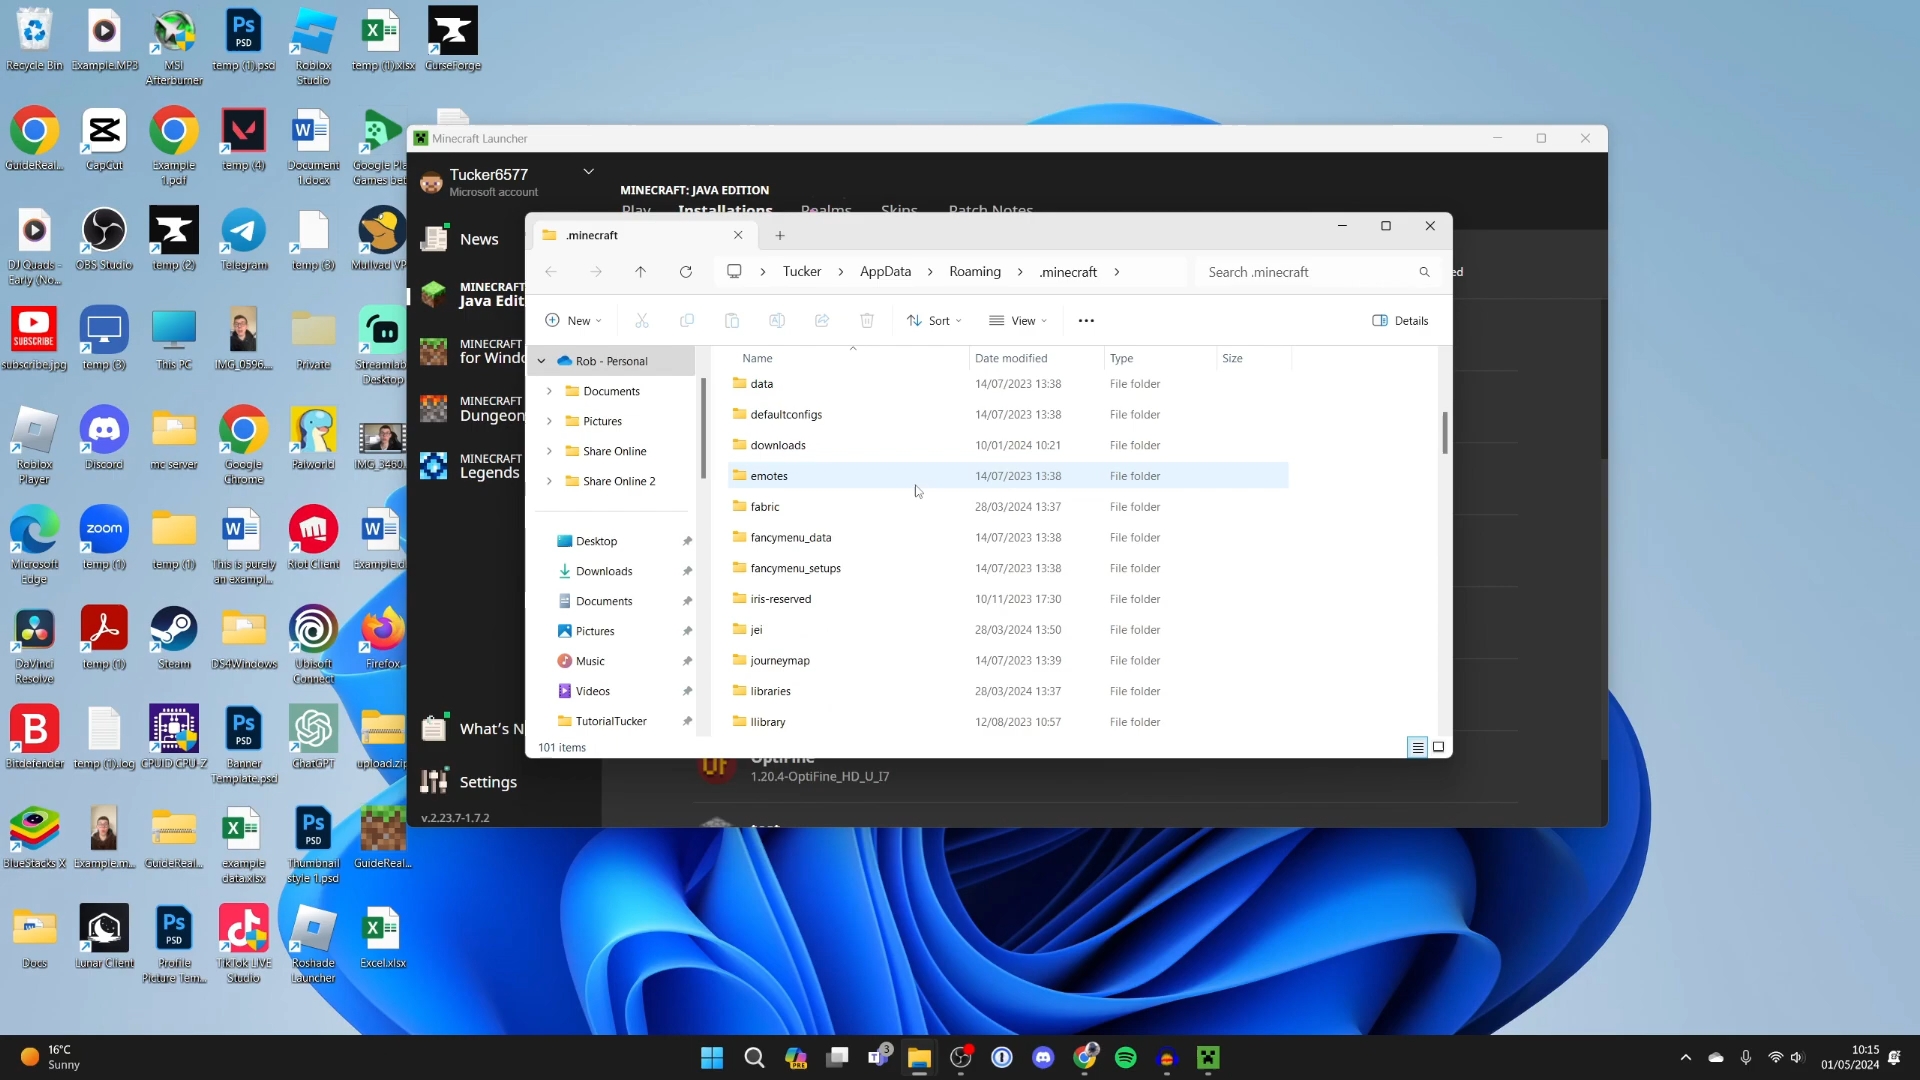 Recycle Bin
Example.MP3
MSI Afterburner
temp (1).psd
Roblox Studio
temp (1).xlsx
CurseForge
GuideReal...
CapCut
Example 1.pdf
temp (4)
Document 1.docx
Google Pla
Games bet
DJ Quads - Early (No...
OBS Studio
temp (2)
Telegram
temp (3)
Mullvad VP
subscribe.jpg
SUBSCRIBE
temp (3)
This PC
IMG_0596...
Private
Streamlab
Desktop
Roblox Player
Discord
mc server
Google Chrome
Palworld
IMG_3460.
Microsoft Edge
zoom
temp (1)
temp (1)
This is purely an exampl...
Riot Client
Example.d
DaVinci Resolve
temp (1)
Steam
DS4Windows
Ubisoft Connect
Firefox
Bitdefender
temp (1).log
CPUID CPU-Z
Banner Template.psd
ChatGPT
upload.zip
BlueStacks X
Example.m...
GuideReal...
example data.xlsx
Thumbnail style 1.psd
GuideReal...
Docs
Lunar Client
Profile Picture Tem...
TikTok LIVE Studio
Roshade Launcher
Excel.xlsx
Minecraft Launcher
Tucker6577
Microsoft account
News
MINECRAFT
Java Edit
MINECRAFT
for Windo
MINECRAFT
Dungeon
MINECRAFT
Legends
What's N
Settings
v.2.23.7-1.7.2
MINECRAFT: JAVA EDITION
Play Installations Realms Skins Patch Notes
ed
OptiFine
1.20.4-OptiFine_HD_U_I7
.minecraft
Tucker > AppData > Roaming > .minecraft >
Search .minecraft
New
Sort
View
Details
Rob - Personal
Documents
Pictures
Share Online
Share Online 2
Desktop
Downloads
Documents
Pictures
Music
Videos
TutorialTucker
Name Date modified Type Size
data 14/07/2023 13:38 File folder
defaultconfigs 14/07/2023 13:38 File folder
downloads 10/01/2024 10:21 File folder
emotes 14/07/2023 13:38 File folder
fabric 28/03/2024 13:37 File folder
fancymenu_data 14/07/2023 13:38 File folder
fancymenu_setups 14/07/2023 13:38 File folder
iris-reserved 10/11/2023 17:30 File folder
jei 28/03/2024 13:50 File folder
journeymap 14/07/2023 13:39 File folder
libraries 28/03/2024 13:37 File folder
llibrary 12/08/2023 10:57 File folder
101 items
16°C
Sunny
3
10:15
01/05/2024